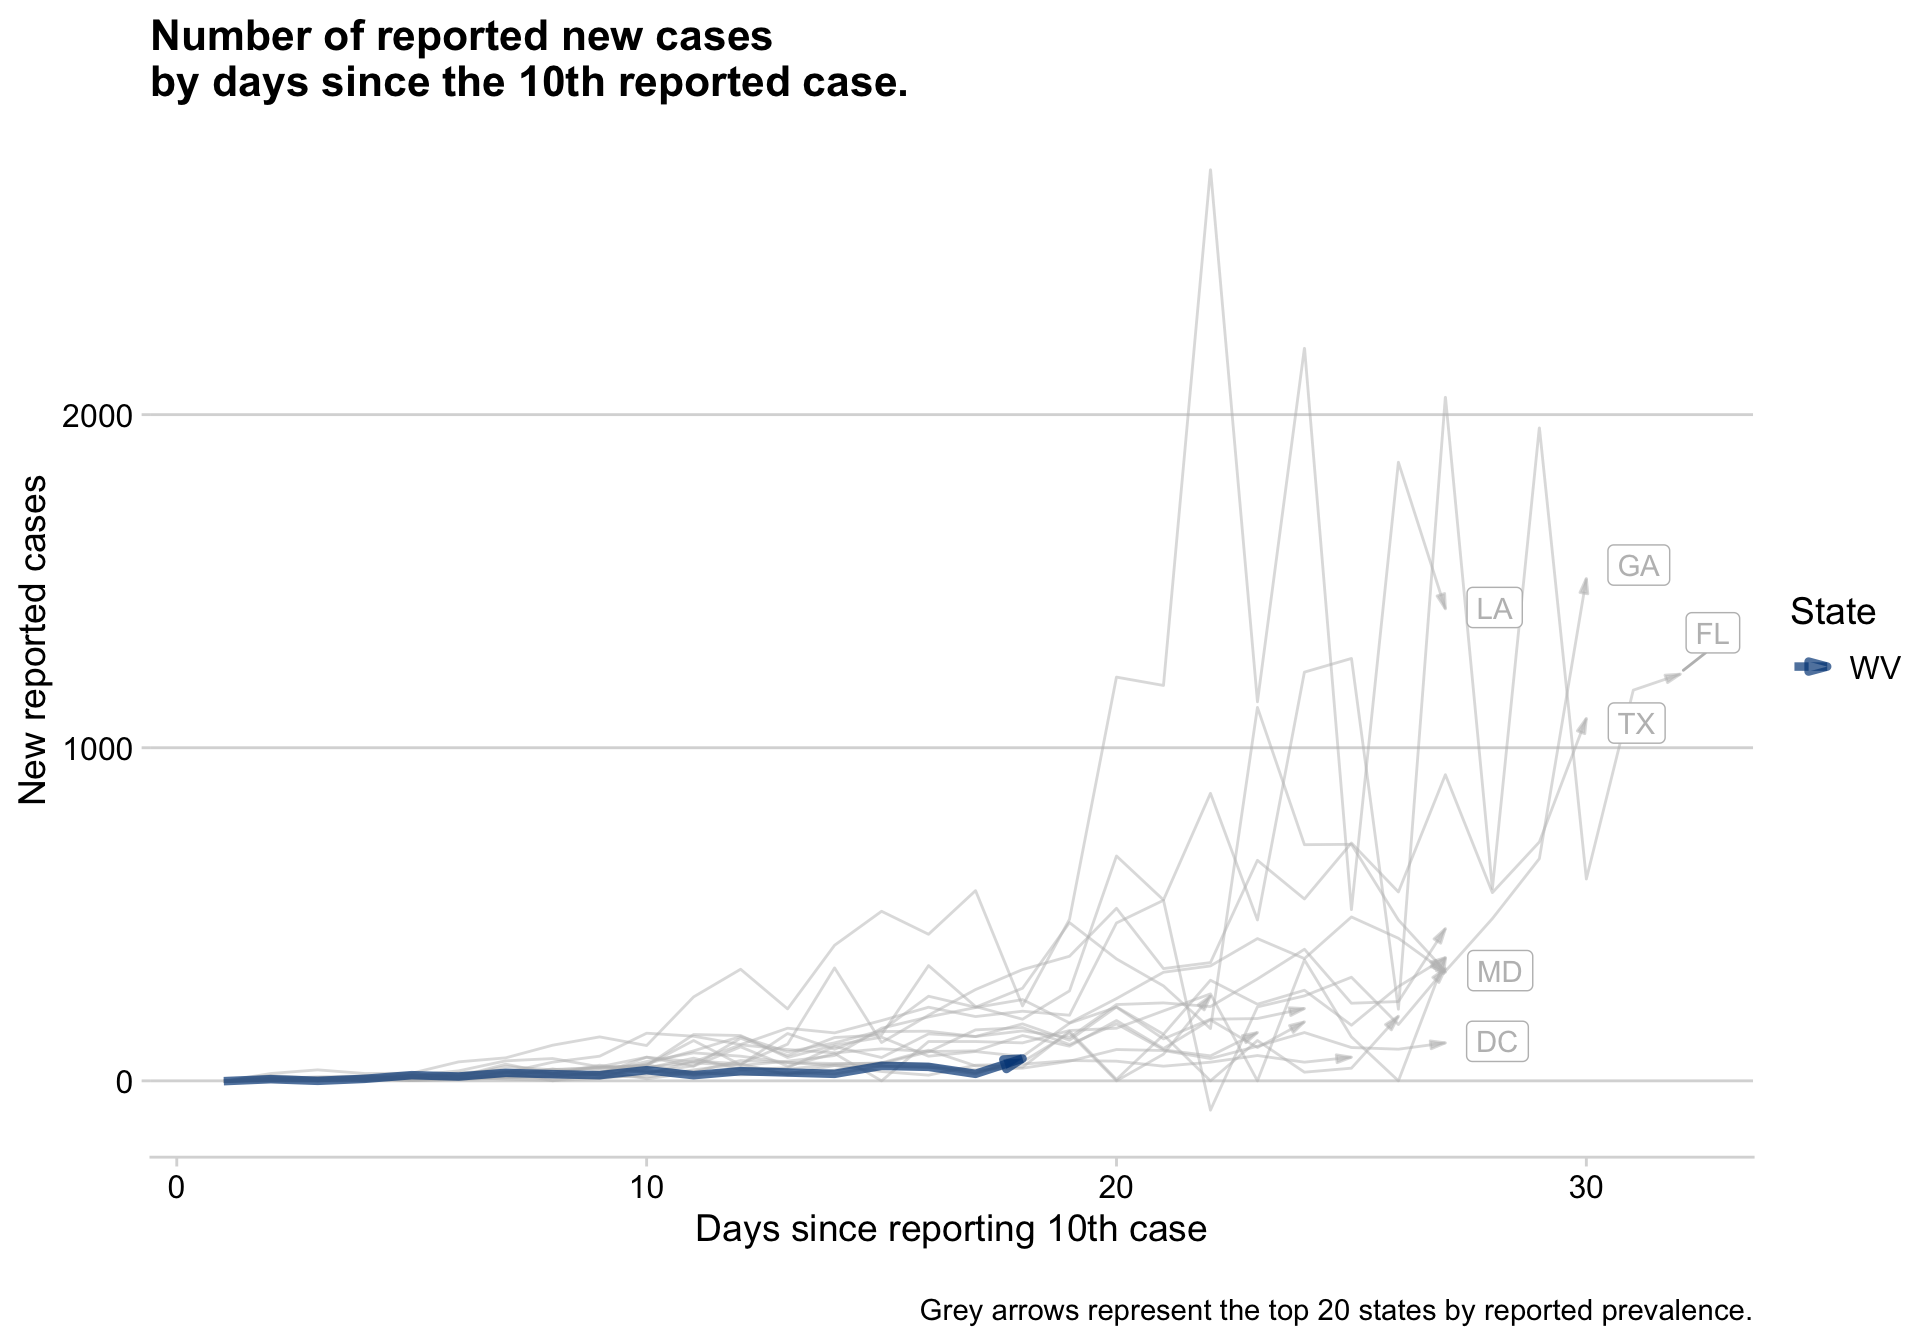 Number of reported new cases
by days since the 10th reported case.
New reported cases
2000
1000
0
GA
LA
FL
TX
MD
DC
State
WV
0
10
20
30
Days since reporting 10th case
Grey arrows represent the top 20 states by reported prevalence.